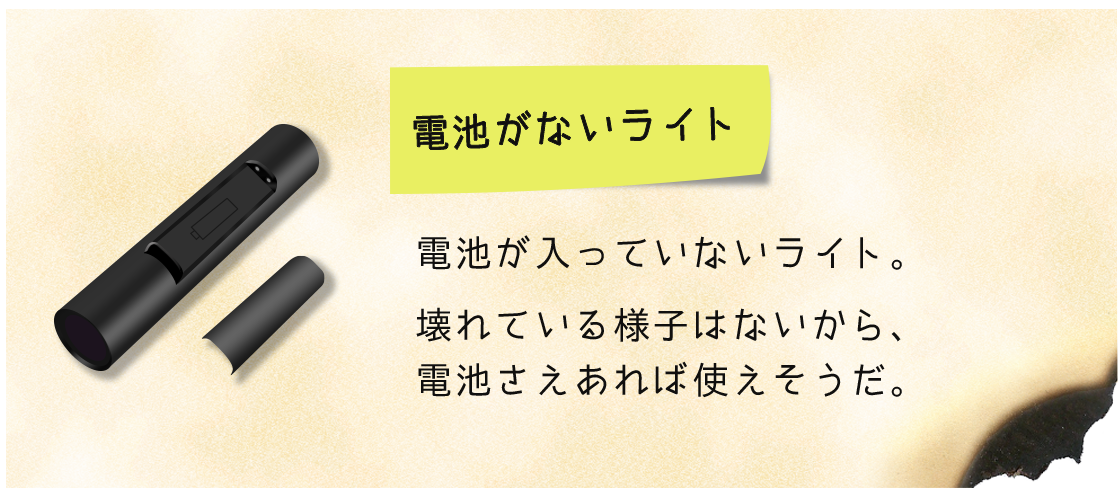 電池がないライト
電池が入っていないライト。
壊れている様子はないから、
電池さえあれば使えそうだ。